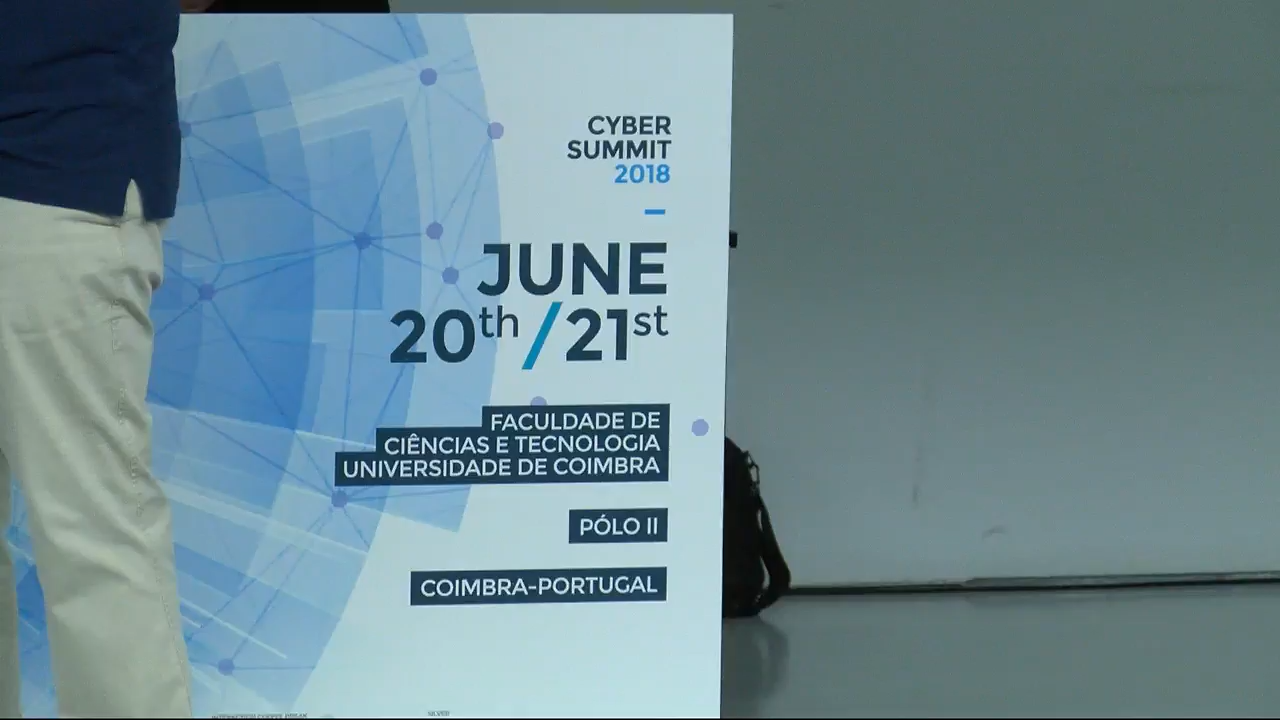 CYBER
SUMMIT
2018
JUNE
20th/21st
FACULDADE DE
CIÊNCIAS E TECNOLOGIA
UNIVERSIDADE DE COIMBRA
PÓLO II
COIMBRA-PORTUGAL